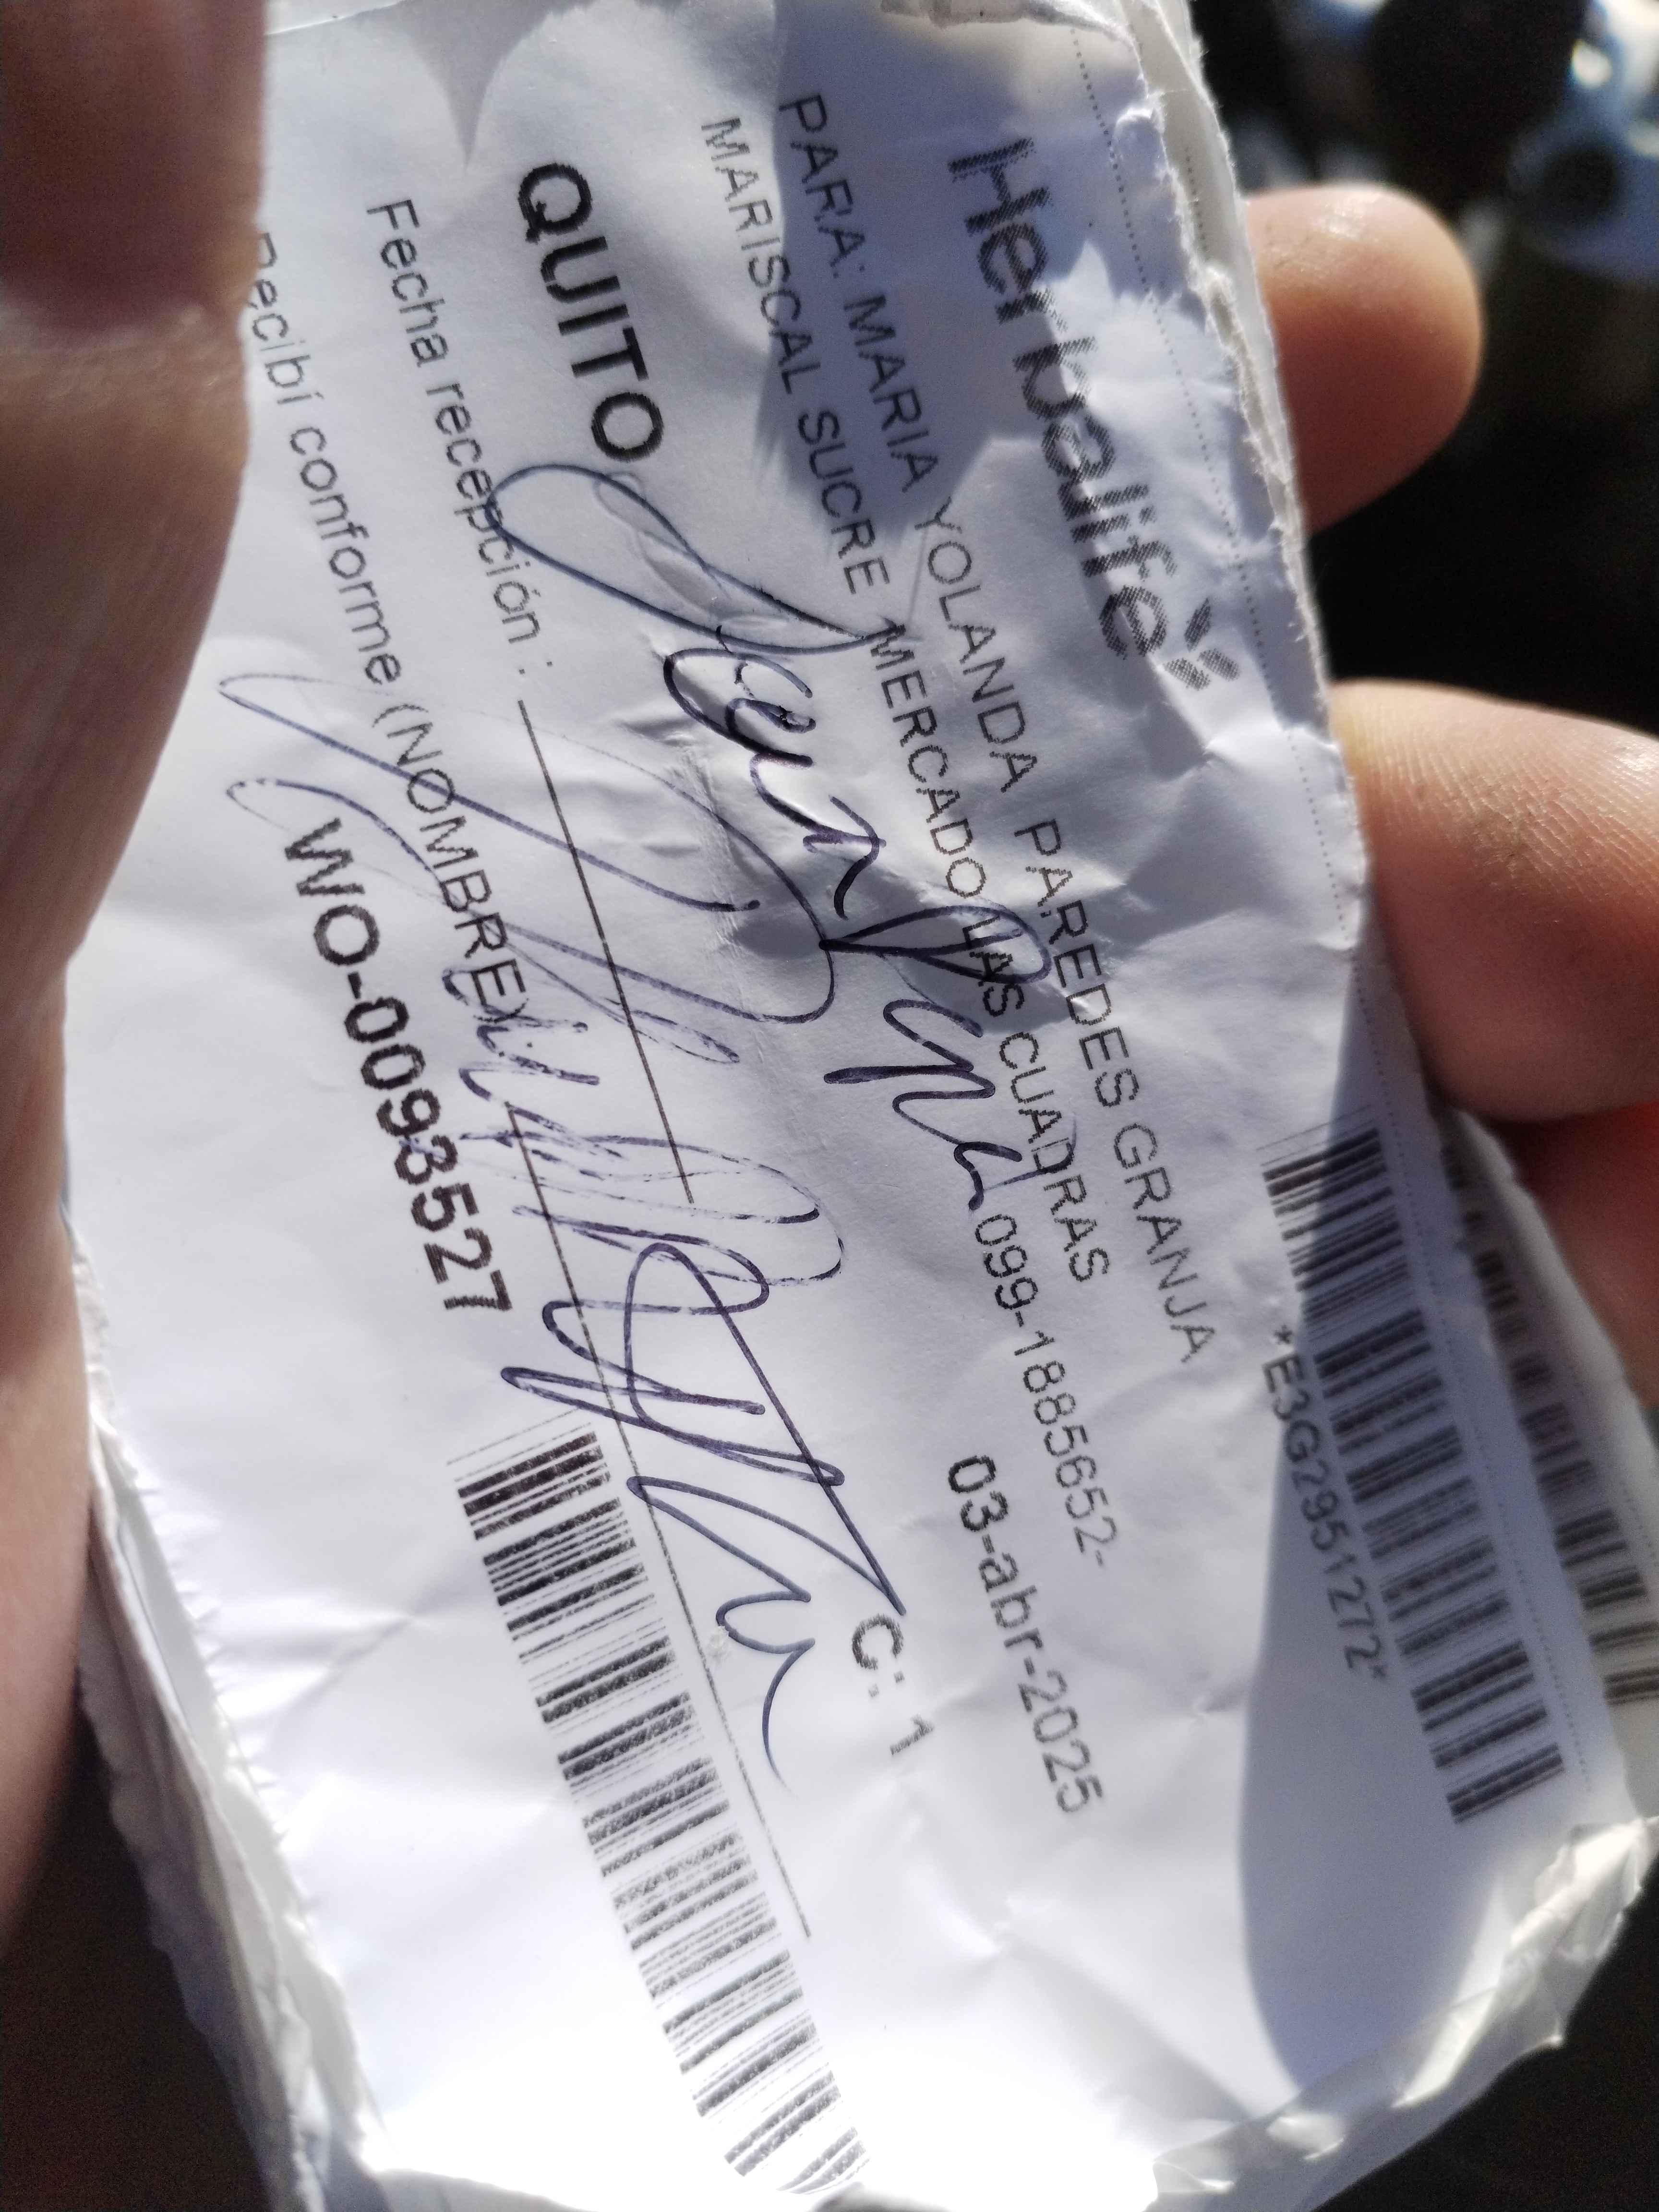 *E3G2951272*
Herbalife
PARA: MARIA YOLANDA PAREDES GRANJA
MARISCAL SUCRE MERCADO LAS CUADRAS
099-1885652-
03-abr-2025
QUITO
C: 1
Fecha recepción :
Recibí conforme (NOMBRE):
WO-0093527